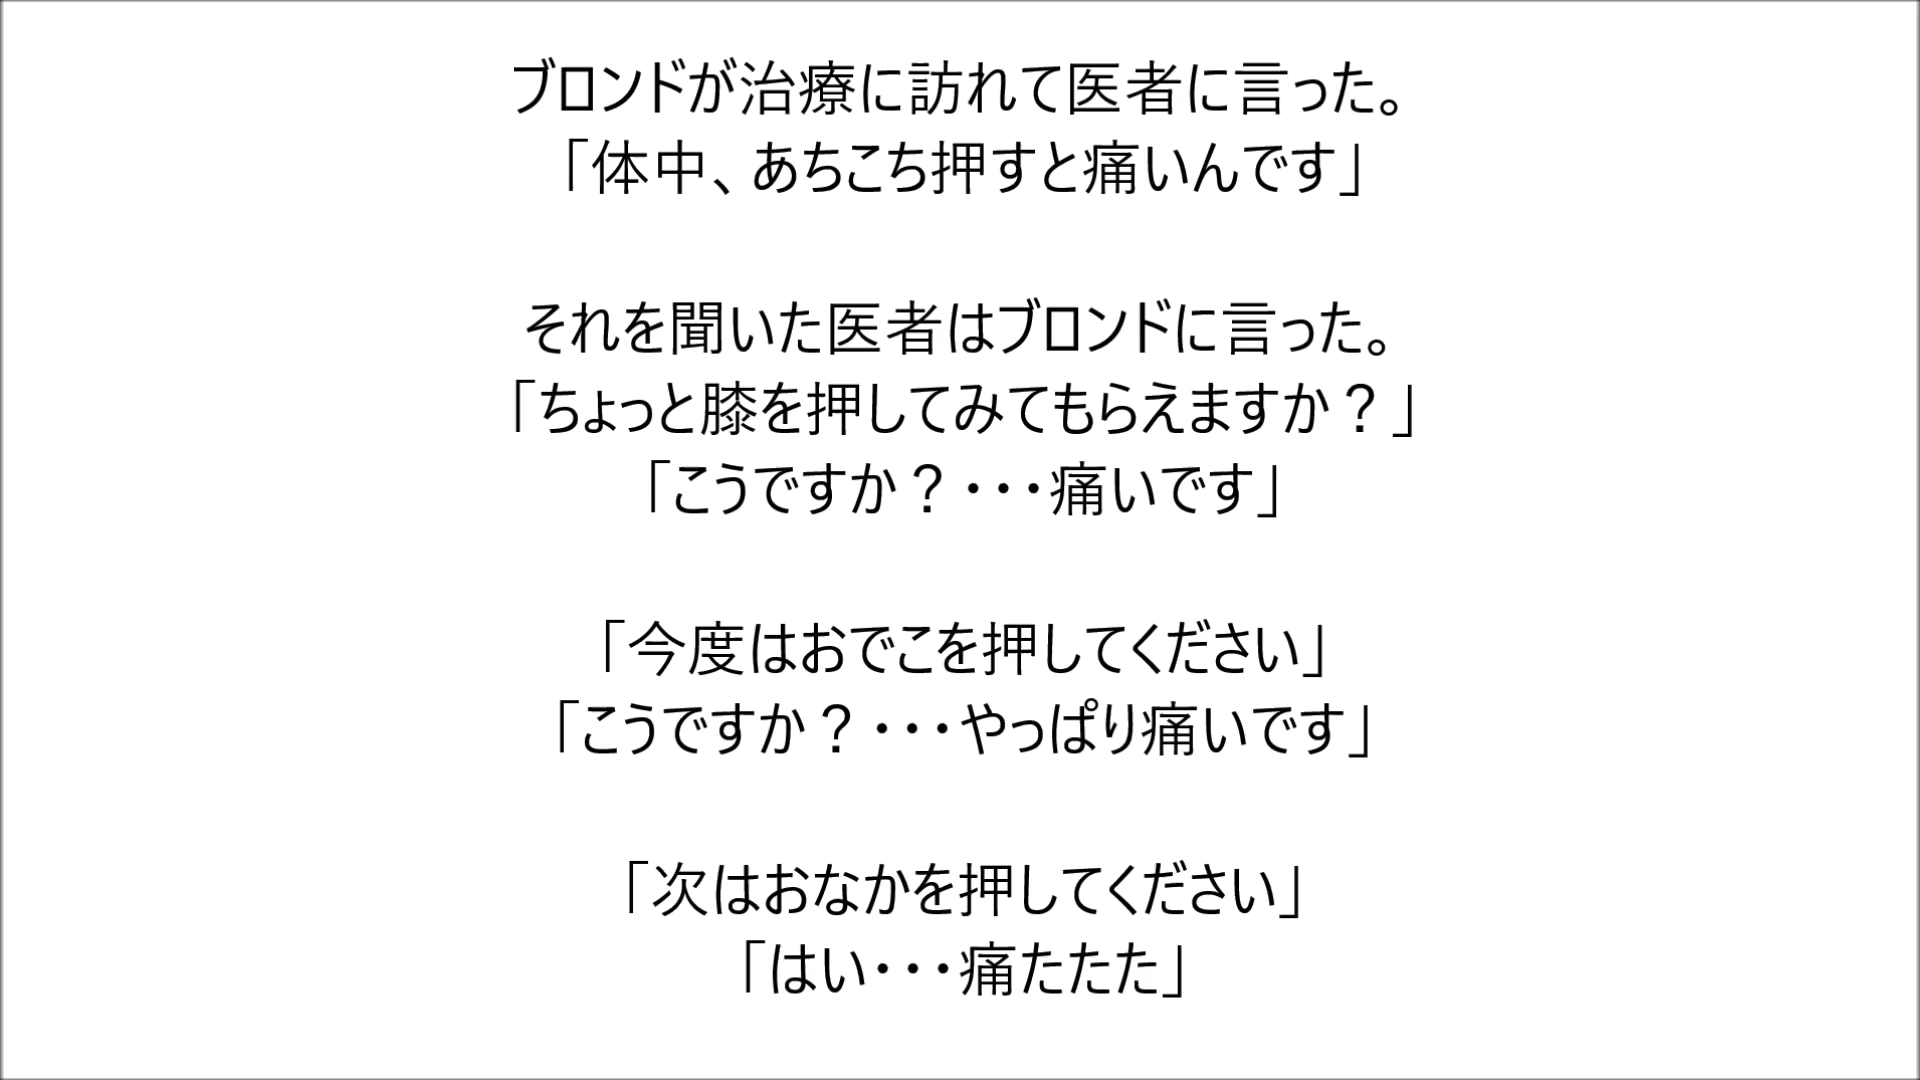 ブロンドが治療に訪れて医者に言った。
「体中、あちこち押すと痛いんです」
それを聞いた医者はブロンドに言った。
「ちょっと膝を押してみてもらえますか？」
「こうですか？・・・痛いです」
「今度はおでこを押してください」
「こうですか？・・・やっぱり痛いです」
「次はおなかを押してください」
「はい・・・痛たたた」